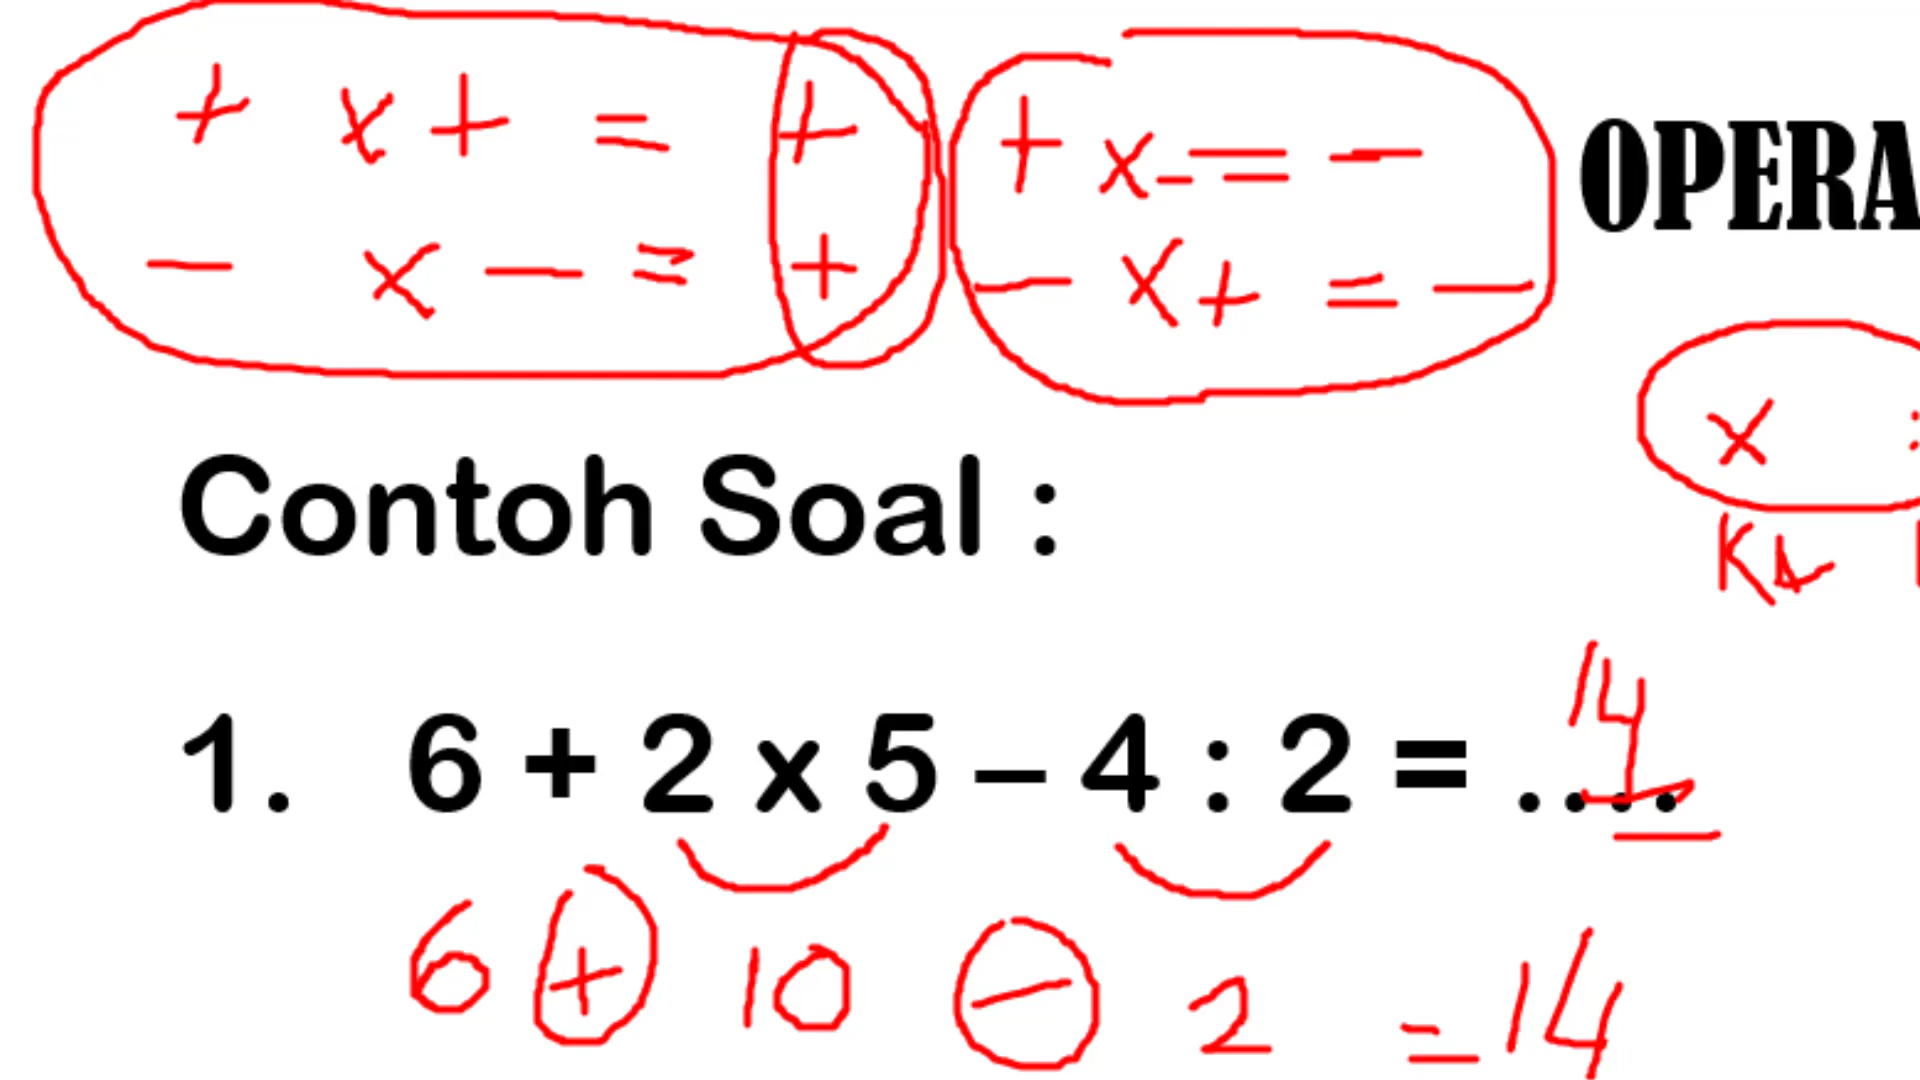 + x + = + + x - = = -
- x - = + - x + = -
OPERA
x :
Contoh Soal :
14
1. 6 + 2 x 5 – 4 : 2 = ....
6 + 10 - 2 = 14